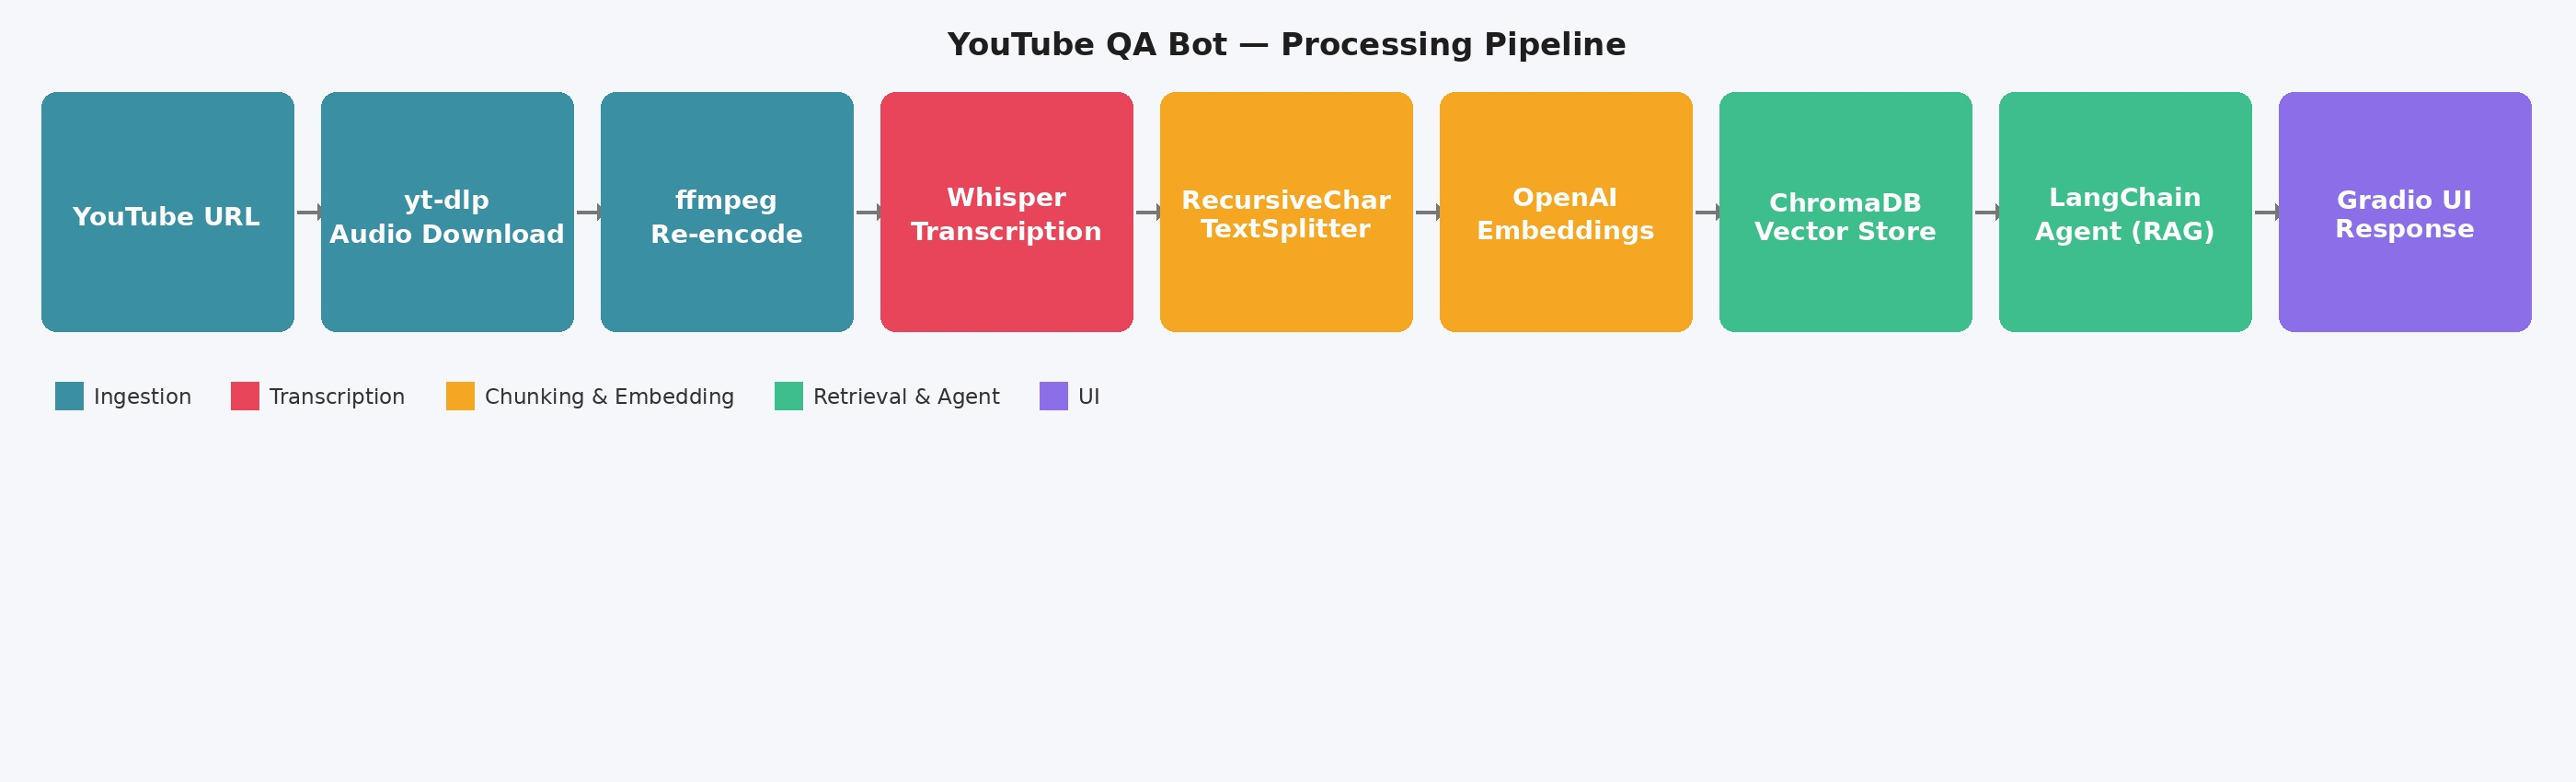 YouTube QA Bot — Processing Pipeline
YouTube URL
yt-dlp
Audio Download
ffmpeg
Re-encode
Whisper
Transcription
RecursiveChar
TextSplitter
OpenAI
Embeddings
ChromaDB
Vector Store
LangChain
Agent (RAG)
Gradio UI
Response
Ingestion
Transcription
Chunking & Embedding
Retrieval & Agent
UI